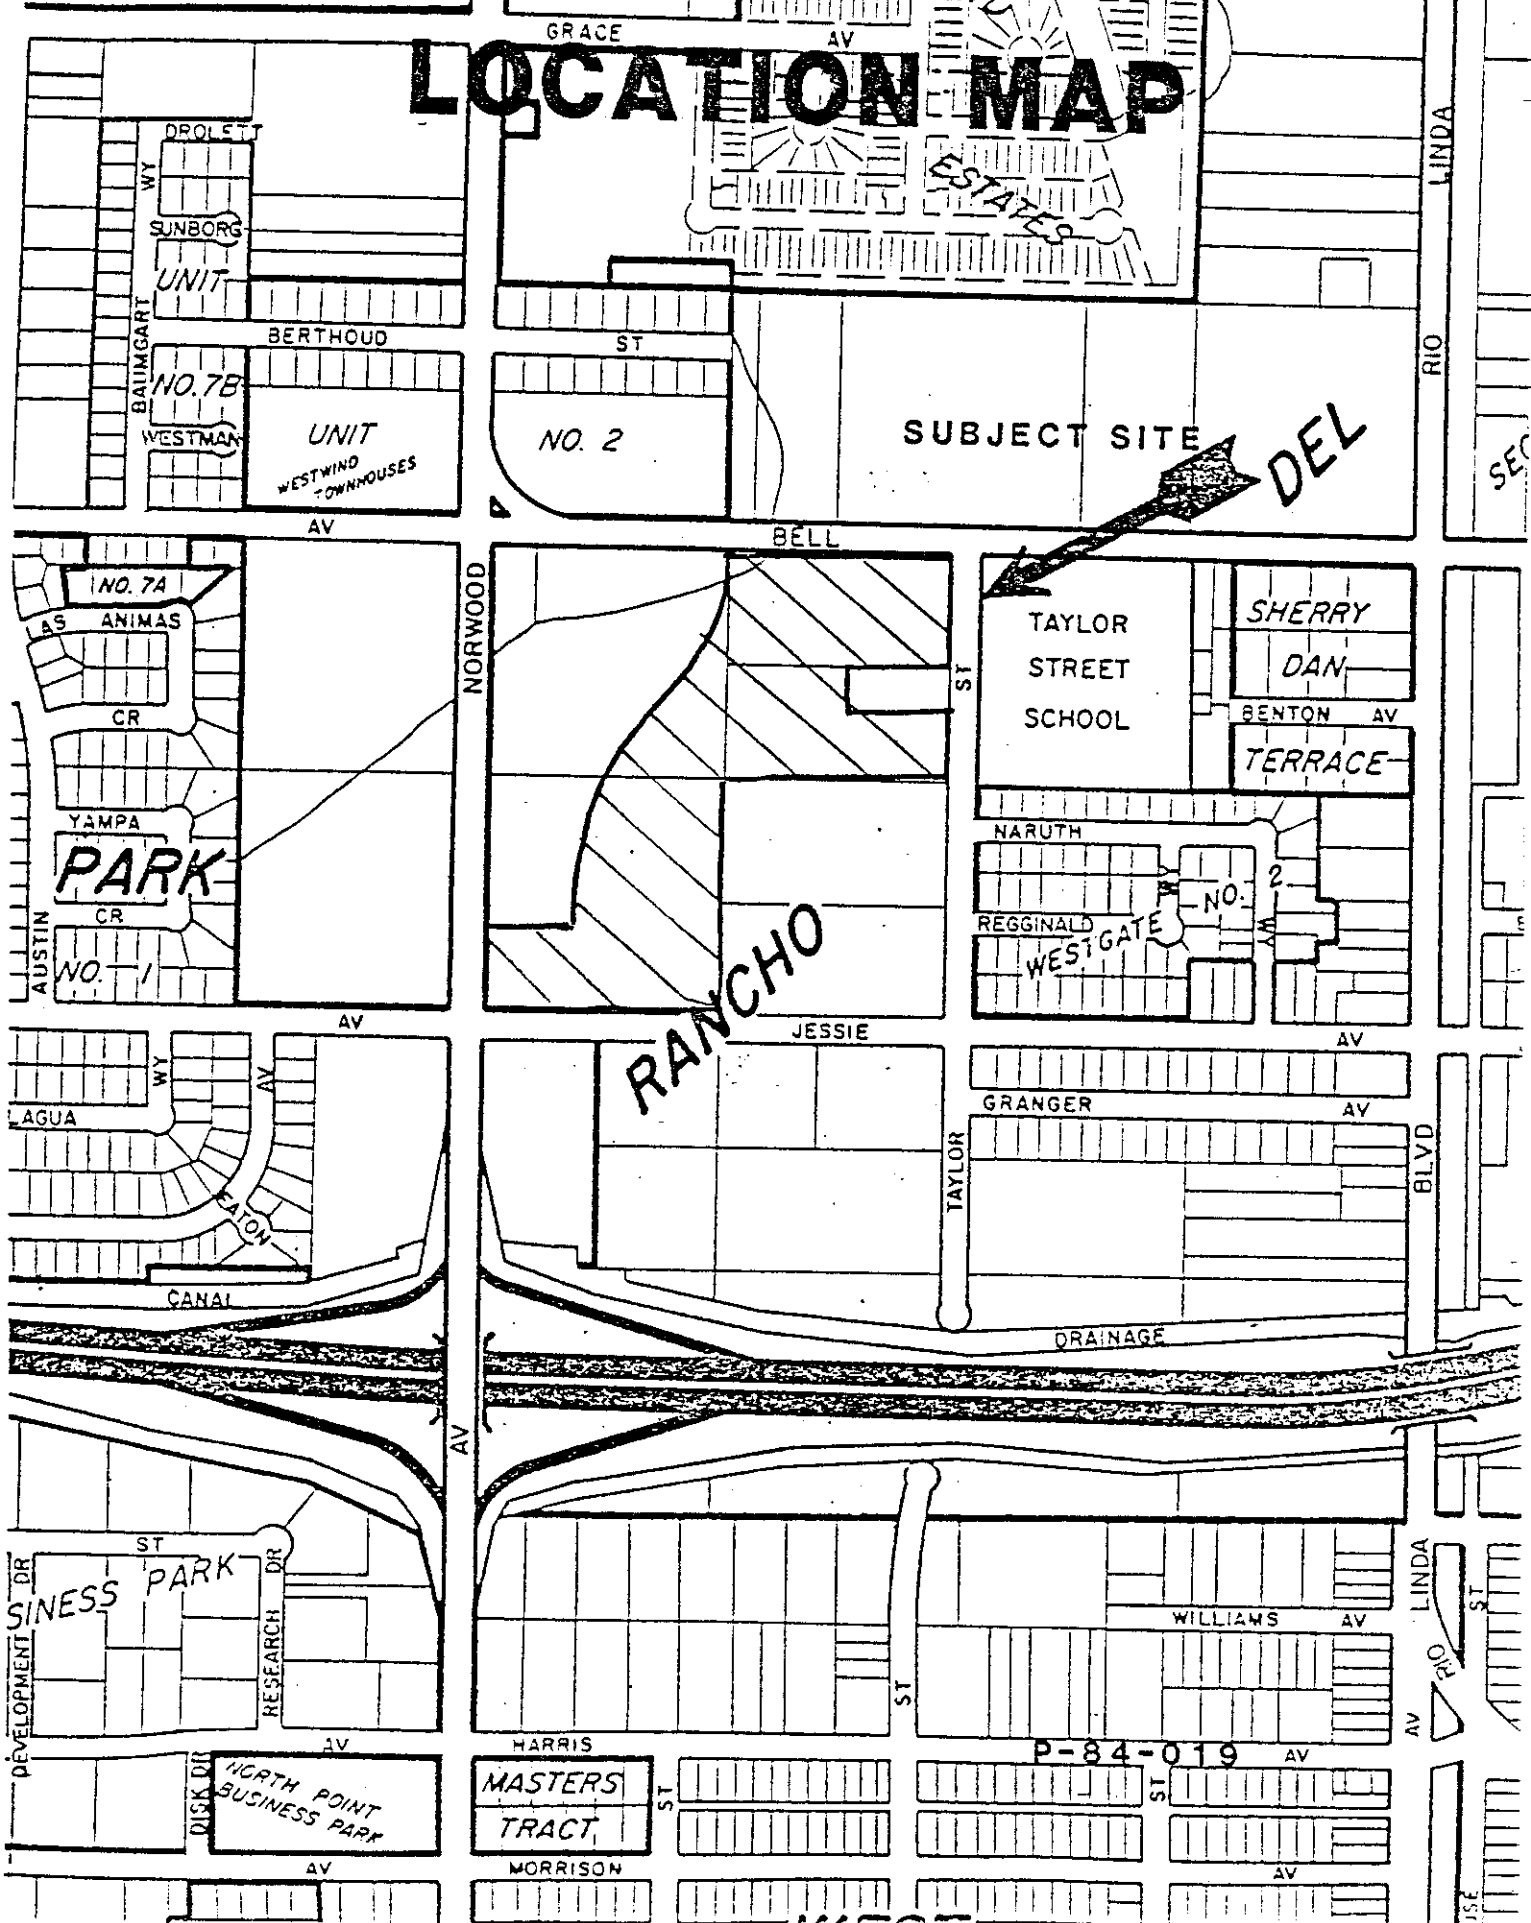 GRACE AV
LOCATION MAP
DROLETT
WY
LINDA
ESTATES
SUNBORG
UNIT
BAUMGART
BERTHOUD ST
RIO
NO. 7B
WESTMAN
UNIT
WESTWIND
TOWNHOUSES
NO. 2
SUBJECT SITE
DEL
AV
BELL
NO. 7A
LAS ANIMAS
CR
NORWOOD
ST
TAYLOR
STREET
SCHOOL
SHERRY
DAN
BENTON AV
TERRACE
YAMPA
PARK
CR
AUSTIN
NO. 1
NARUTH
WY
NO. 2
REGGINALD
WESTGATE
WY
RANCHO
AV
JESSIE
AV
WY
AV
LAGUA
GRANGER AV
TAYLOR
BLVD
EATON
CANAL
DRAINAGE
AV
ST
SINESS PARK
DEVELOPMENT DR
RESEARCH DR
LINDA
ST
WILLIAMS AV
RIO
ST
AV
AV
HARRIS
P-84-019
AV
DISK DR
NORTH POINT
BUSINESS PARK
MASTERS
TRACT
ST
ST
AV
MORRISON
AV
WEST